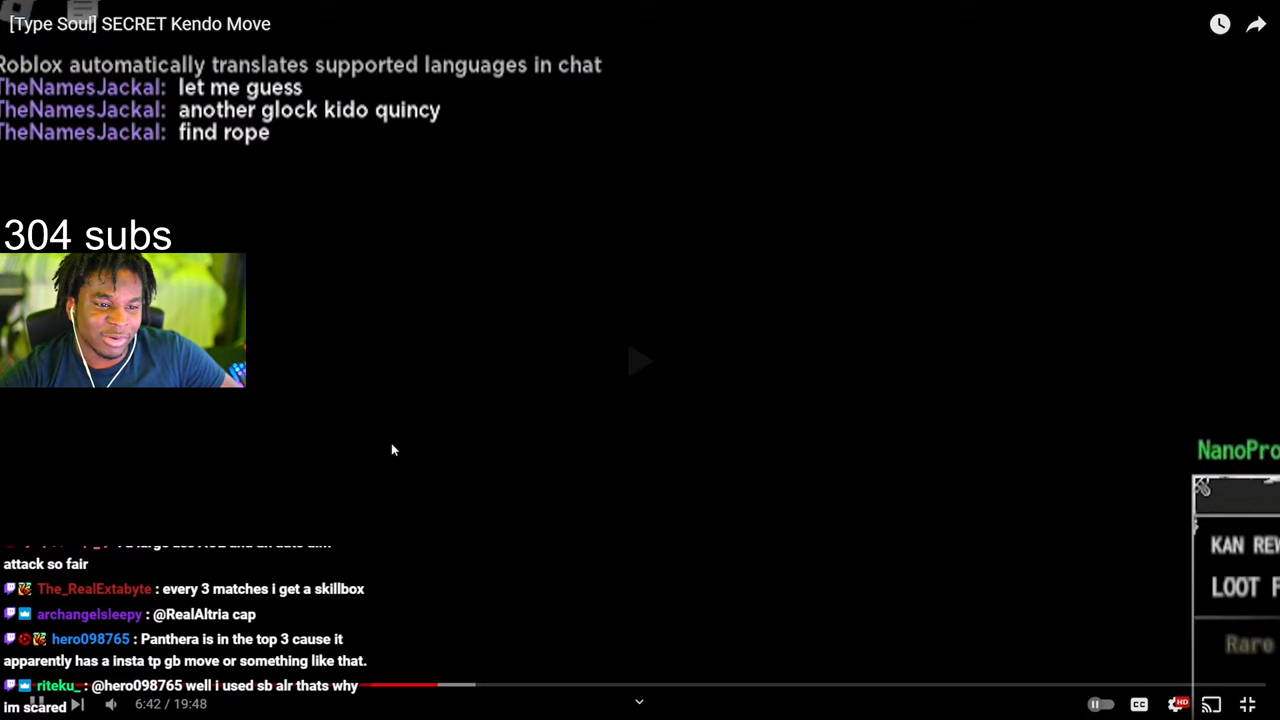 [Type Soul] SECRET Kendo Move
Roblox automatically translates supported languages in chat
TheNamesJackal: let me guess
TheNamesJackal: another glock kido quincy
TheNamesJackal: find rope
304 subs
NanoPro
KAN REW
LOOT
Rare
attack so fair
The_RealExtabyte : every 3 matches i get a skillbox
archangelsleepy : @RealAltria cap
hero098765 : Panthera is in the top 3 cause it
apparently has a insta tp gb move or something like that.
riteku_ : @hero098765 well i used sb alr thats why
im scared
6:42 / 19:48
CC
HD